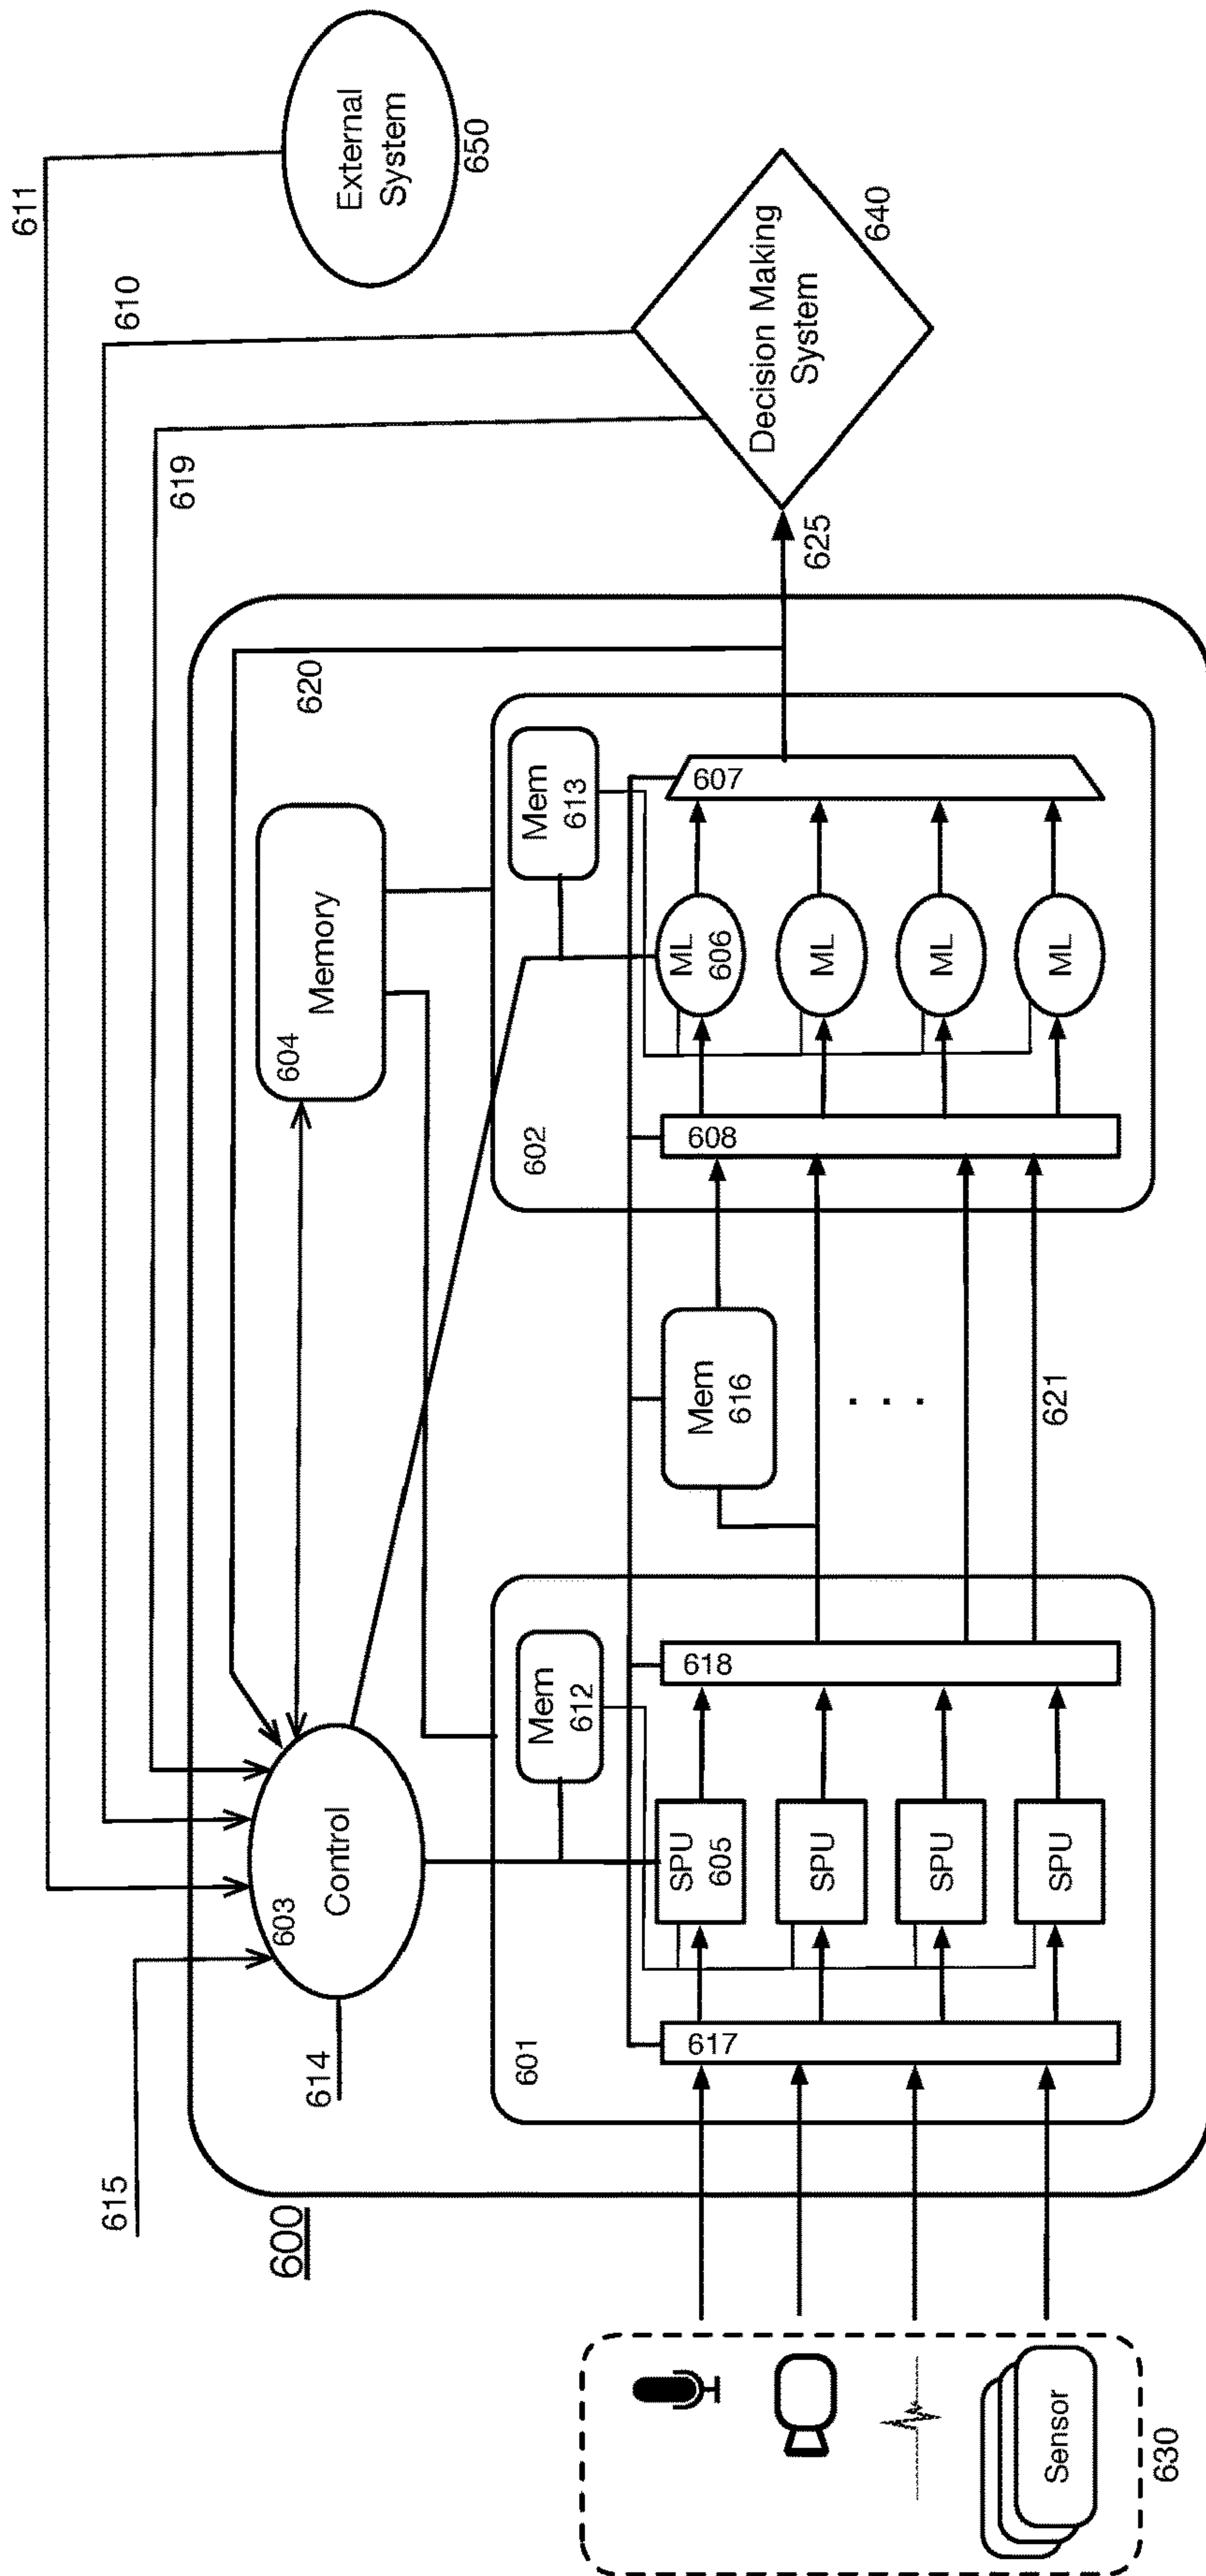 611
External
System
650
610
619
Decision Making
System
640
625
620
604
Memory
Mem
613
607
ML
606
ML
ML
ML
602
608
Mem
616
. . .
621
603
Control
614
615
600
601
Mem
612
618
SPU
605
SPU
SPU
SPU
617
Sensor
630